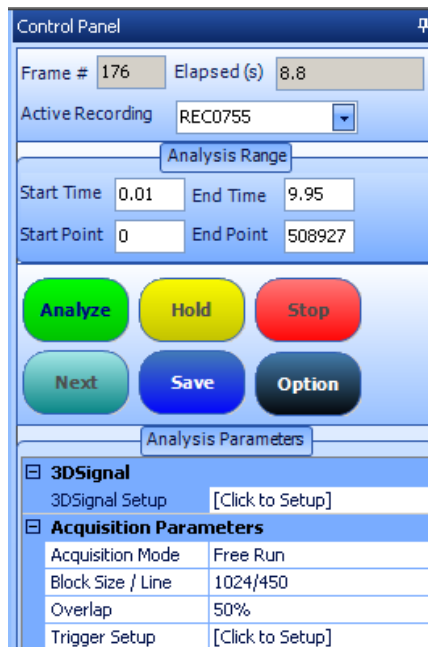 Control Panel
Frame # 176 Elapsed (s) 8.8
Active Recording REC0755
Analysis Range
Start Time 0.01 End Time 9.95
Start Point 0 End Point 508927
Analyze Hold Stop
Next Save Option
Analysis Parameters
3DSignal
3DSignal Setup [Click to Setup]
Acquisition Parameters
Acquisition Mode Free Run
Block Size / Line 1024/450
Overlap 50%
Trigger Setup [Click to Setup]